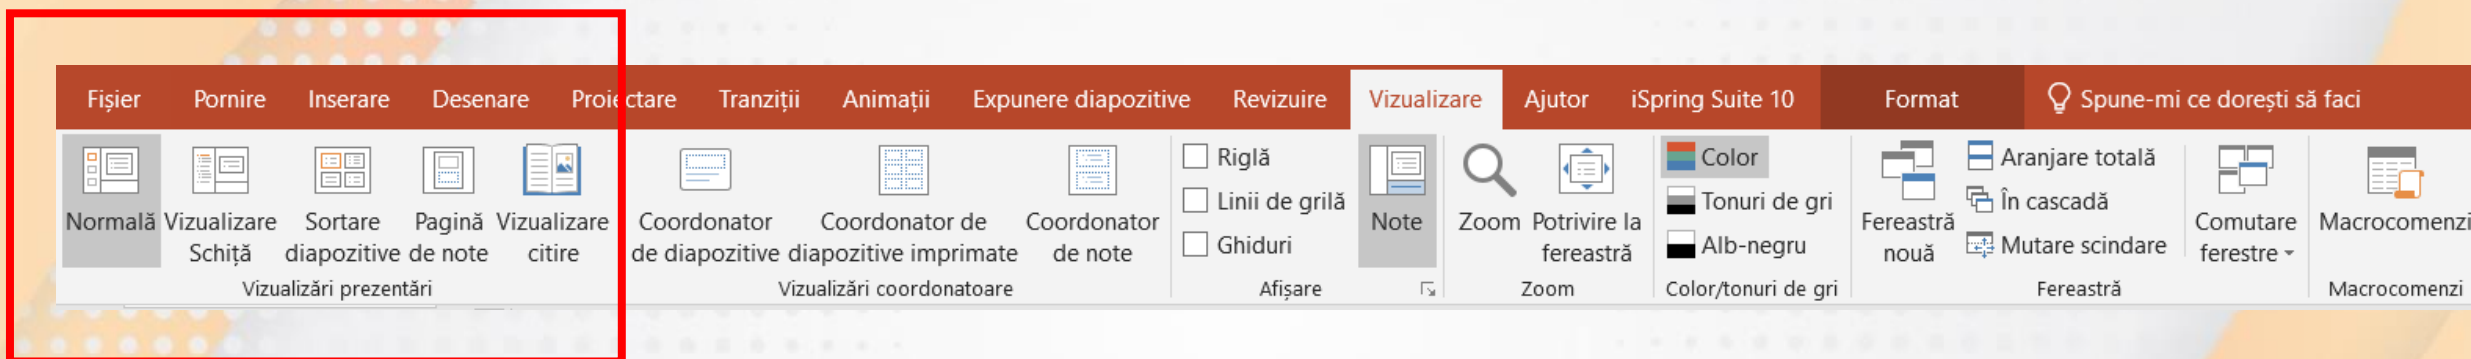 Fișier Pornire Inserare Desenare Proiectare Tranziții Animații Expunere diapozitive Revizuire Vizualizare Ajutor iSpring Suite 10 Format Spune-mi ce dorești să faci
Normală
Vizualizare
Schiță
Sortare
diapozitive
Pagină
de note
Vizualizare
citire
Vizualizări prezentări
Coordonator
de diapozitive
Coordonator de
diapozitive imprimate
Coordonator
de note
Vizualizări coordonatoare
Riglă
Linii de grilă
Ghiduri
Afișare
Note
Zoom
Potrivire la
fereastră
Zoom
Color
Tonuri de gri
Alb-negru
Color/tonuri de gri
Fereastră
nouă
Aranjare totală
În cascadă
Mutare scindare
Comutare
ferestre
Fereastră
Macrocomenzi
Macrocomenzi